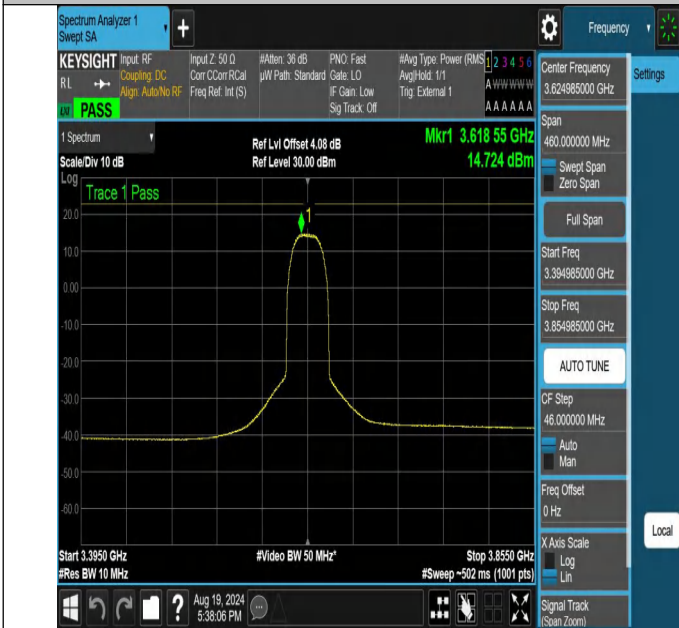 Spectrum Analyzer 1
Swept SA
+
Frequency
KEYSIGHT
RL
PASS
Input: RF
Coupling: DC
Align: Auto/No RF
Input Z: 50 Ω
Corr CCorr RCal
Freq Ref: Int (S)
#Atten: 36 dB
µW Path: Standard
PNO: Fast
Gate: LO
IF Gain: Low
Sig Track: Off
#Avg Type: Power (RMS
Avg|Hold: 1/1
Trig: External 1
1 2 3 4 5 6
A W W W W W
A A A A A A
1 Spectrum
Scale/Div 10 dB
Ref Lvl Offset 4.08 dB
Ref Level 30.00 dBm
Mkr1 3.618 55 GHz
14.724 dBm
Log
Trace 1 Pass
1
20.0
10.0
0.00
-10.0
-20.0
-30.0
-40.0
-50.0
-60.0
Start 3.3950 GHz
#Res BW 10 MHz
#Video BW 50 MHz*
Stop 3.8550 GHz
#Sweep ~502 ms (1001 pts)
?
Aug 19, 2024
5:38:06 PM
Center Frequency
3.624985000 GHz
Span
460.000000 MHz
Swept Span
Zero Span
Full Span
Start Freq
3.394985000 GHz
Stop Freq
3.854985000 GHz
AUTO TUNE
CF Step
46.000000 MHz
Auto
Man
Freq Offset
0 Hz
X Axis Scale
Log
Lin
Signal Track
(Span Zoom)
Settings
Local